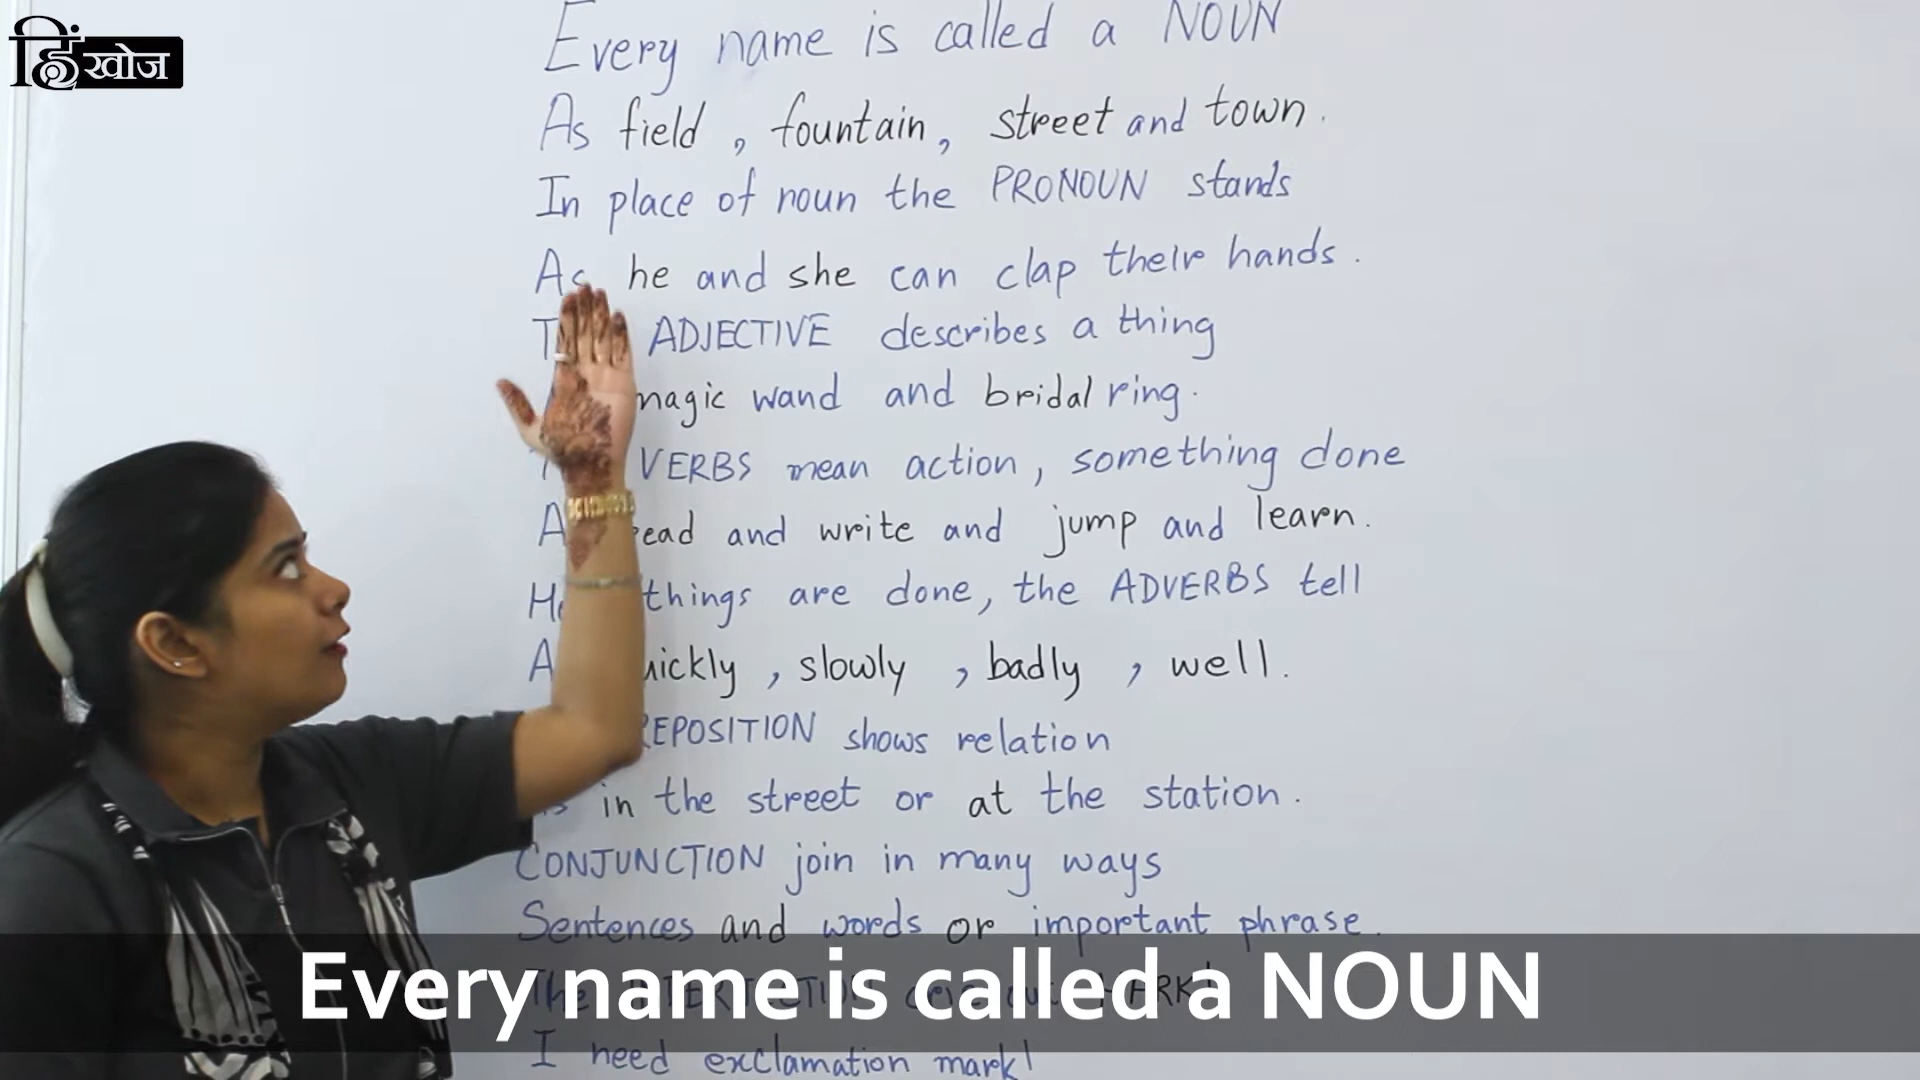 हिंखोज
Every name is called a NOUN
As field, fountain, street and town.
In place of noun the PRONOUN stands
As he and she can clap their hands.
ADJECTIVE describes a thing
magic wand and bridal ring.
VERBS mean action, something done
read and write and jump and learn.
things are done, the ADVERBS tell
quickly, slowly, badly, well.
PREPOSITION shows relation
As in the street or at the station.
CONJUNCTION join in many ways
Sentences and words or important phrase.
The
Every name is called a NOUN
I need exclamation mark!